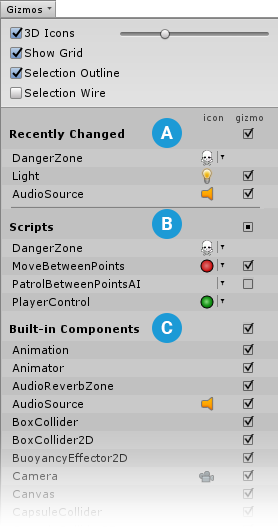 Gizmos
3D Icons
Show Grid
Selection Outline
Selection Wire
icon gizmo
Recently Changed A
DangerZone
Light
AudioSource
B
Scripts
DangerZone
MoveBetweenPoints
PatrolBetweenPointsAI
PlayerControl
Built-in Components C
Animation
Animator
AudioReverbZone
AudioSource
BoxCollider
BoxCollider2D
BuoyancyEffector2D
Camera
Canvas
CapsuleCollider